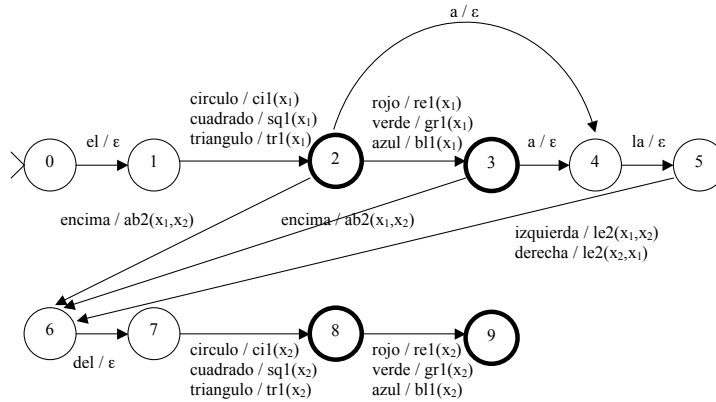 a / ε
circulo / ci1(x₁)
cuadrado / sq1(x₁)
triangulo / tr1(x₁)
rojo / re1(x₁)
verde / gr1(x₁)
azul / bl1(x₁)
el / ε
a / ε
la / ε
0
1
2
3
4
5
encima / ab2(x₁,x₂)
encima / ab2(x₁,x₂)
izquierda / le2(x₁,x₂)
derecha / le2(x₂,x₁)
6
7
8
9
del / ε
circulo / ci1(x₂)
cuadrado / sq1(x₂)
triangulo / tr1(x₂)
rojo / re1(x₂)
verde / gr1(x₂)
azul / bl1(x₂)